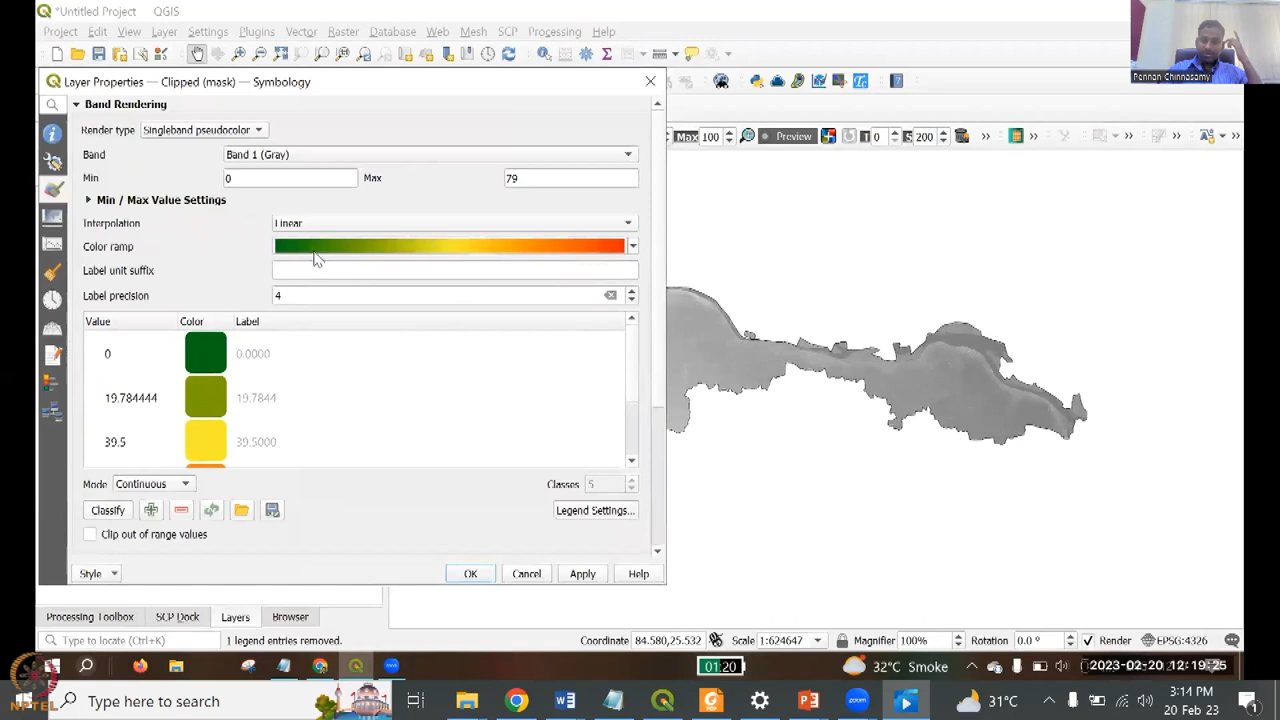 *Untitled Project QGIS
Project Edit View Layer Settings Plugins Vector Raster Database Web Mesh SCP Processing Help
Layer Properties — Clipped (mask) — Symbology
Pennan Chinnasamy
Band Rendering
Render type Singleband pseudocolor
Max 100 Preview T 0 S 200
Band Band 1 (Gray)
Min 0 Max 79
Min / Max Value Settings
Interpolation Linear
Color ramp
Label unit suffix
Label precision 4
Value Color Label
0 0.0000
19.784444 19.7844
39.5 39.5000
Mode Continuous Classes 5
Classify Legend Settings...
Clip out of range values
Style OK Cancel Apply Help
Processing Toolbox SCP Dock Layers Browser
Type to locate (Ctrl+K) 1 legend entries removed. Coordinate 84.580,25.532 Scale 1:624647 Magnifier 100% Rotation 0.0 ° Render EPSG:4326
01:20 32°C Smoke 2023-02-20 12:19:25
NPTEL
Type here to search 31°C 3:14 PM
20 Feb 23